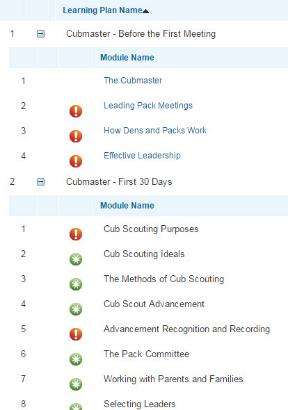 Learning Plan Name
1 Cubmaster - Before the First Meeting
Module Name
1 The Cubmaster
2 Leading Pack Meetings
3 How Dens and Packs Work
4 Effective Leadership
2 Cubmaster - First 30 Days
Module Name
1 Cub Scouting Purposes
2 Cub Scouting Ideals
3 The Methods of Cub Scouting
4 Cub Scout Advancement
5 Advancement Recognition and Recording
6 The Pack Committee
7 Working with Parents and Families
8 Selecting Leaders